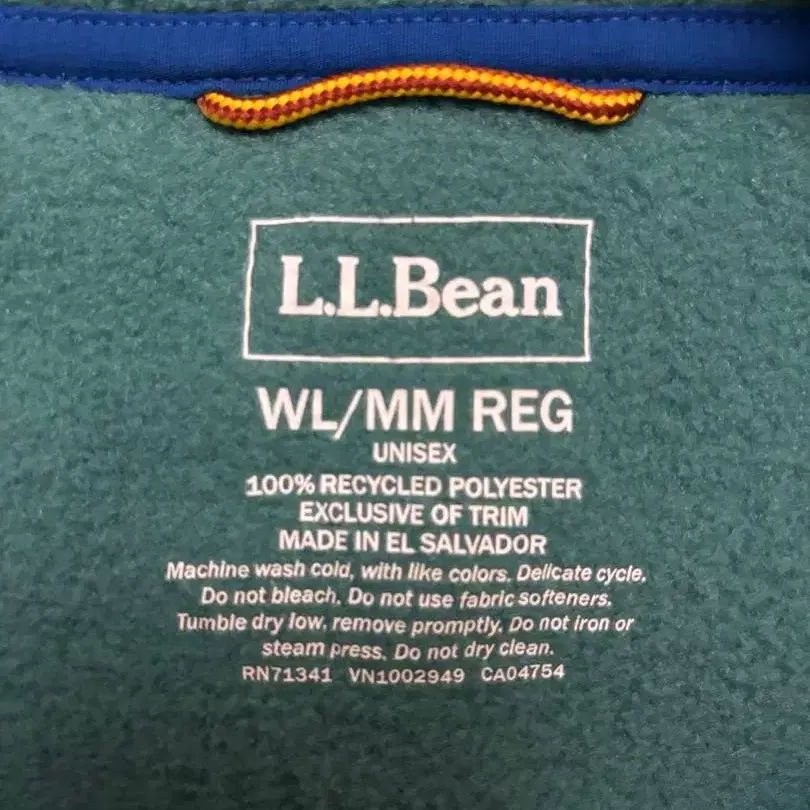 L.L.Bean
WL/MM REG
UNISEX
100% RECYCLED POLYESTER
EXCLUSIVE OF TRIM
MADE IN EL SALVADOR
Machine wash cold, with like colors. Delicate cycle.
Do not bleach. Do not use fabric softeners.
Tumble dry low, remove promptly. Do not iron or
steam press. Do not dry clean.
RN71341 VN1002949 CA04754